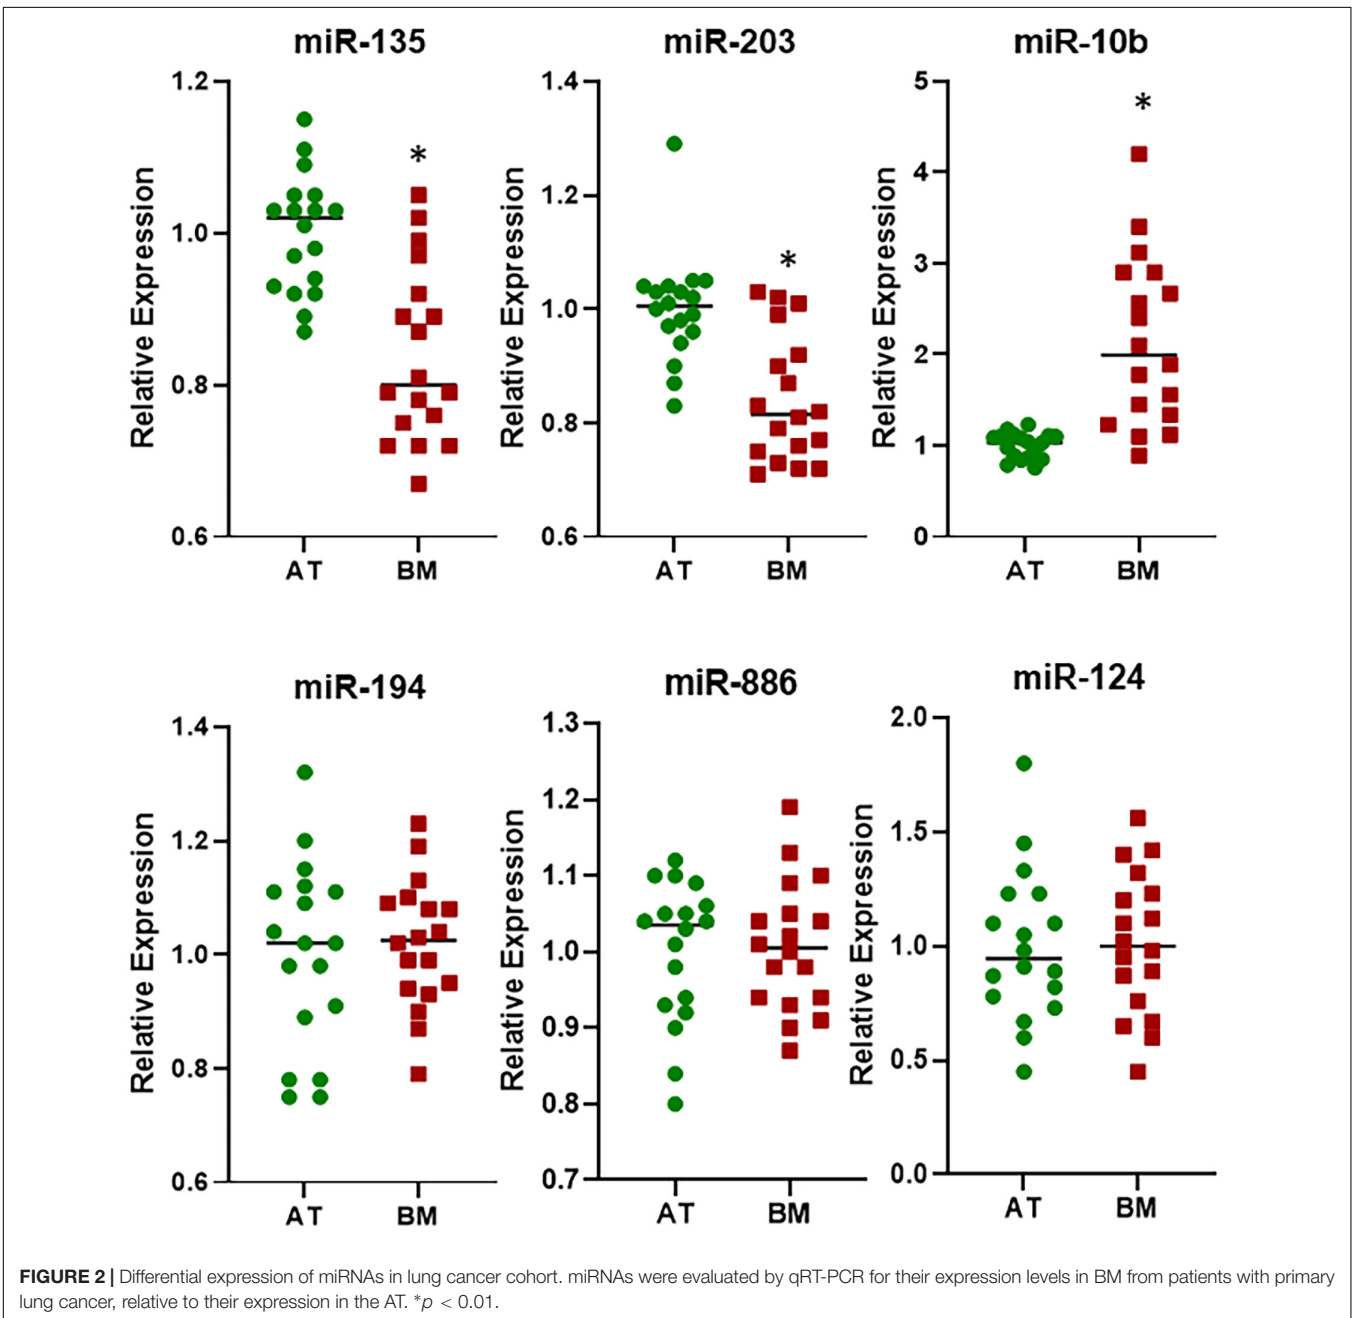 miR-135
miR-203
miR-10b
1.2
1.0
0.8
0.6
Relative Expression
*
AT
BM
1.4
1.2
1.0
0.8
0.6
Relative Expression
*
AT
BM
5
4
3
2
1
0
Relative Expression
*
AT
BM
miR-194
miR-886
miR-124
1.4
1.2
1.0
0.8
0.6
Relative Expression
AT
BM
1.3
1.2
1.1
1.0
0.9
0.8
0.7
Relative Expression
AT
BM
2.0
1.5
1.0
0.5
0.0
Relative Expression
AT
BM
FIGURE 2 | Differential expression of miRNAs in lung cancer cohort. miRNAs were evaluated by qRT-PCR for their expression levels in BM from patients with primary
lung cancer, relative to their expression in the AT. *p < 0.01.